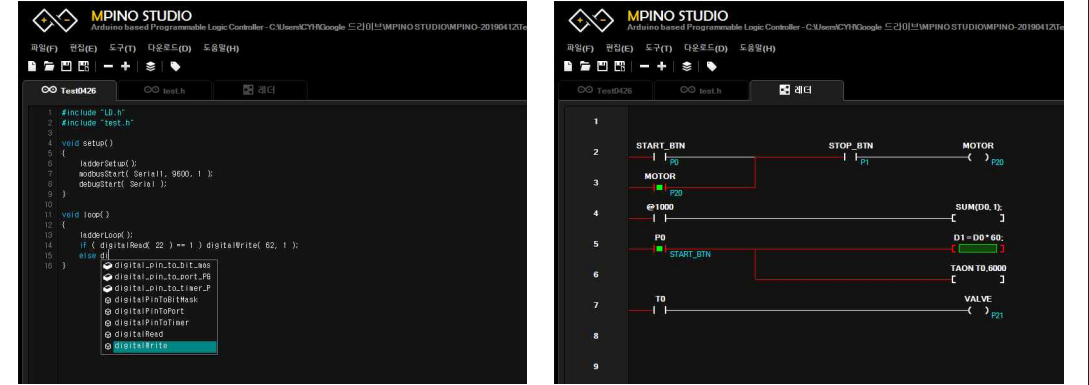 MPINO STUDIO
Arduino based Programmable Logic Controller - C:\Users\CYH\Google 드라이브\MPINO STUDIO\MPINO-20190412\Te
파일(F) 편집(E) 도구(T) 다운로드(D) 도움말(H)
Test0426 test.h 레더
1 #include "LD.h"
2 #include "test.h"
3
4 void setup()
5 {
6 ladderSetup();
7 modbusStart( Serial1, 9600, 1 );
8 debugStart( Serial );
9 }
10
11 void loop()
12 {
13 ladderLoop();
14 if ( digitalRead( 22 ) == 1 ) digitalWrite( 62, 1 );
15 else di
16 }
digital_pin_to_bit_mas
digital_pin_to_port_PG
digital_pin_to_timer_P
digitalPinToBitMask
digitalPinToPort
digitalPinToTimer
digitalRead
digitalWrite
MPINO STUDIO
Arduino based Programmable Logic Controller - C:\Users\CYH\Google 드라이브\MPINO STUDIO\MPINO-20190412\Te
파일(F) 편집(E) 도구(T) 다운로드(D) 도움말(H)
Test0426 test.h 레더
1
START_BTN STOP_BTN MOTOR
2
P0 P1 P20
MOTOR
3
P20
@1000 SUM(D0, 1);
4
P0 D1 = D0 * 60;
5
START_BTN
TAON T0,6000
6
T0 VALVE
7
P21
8
9